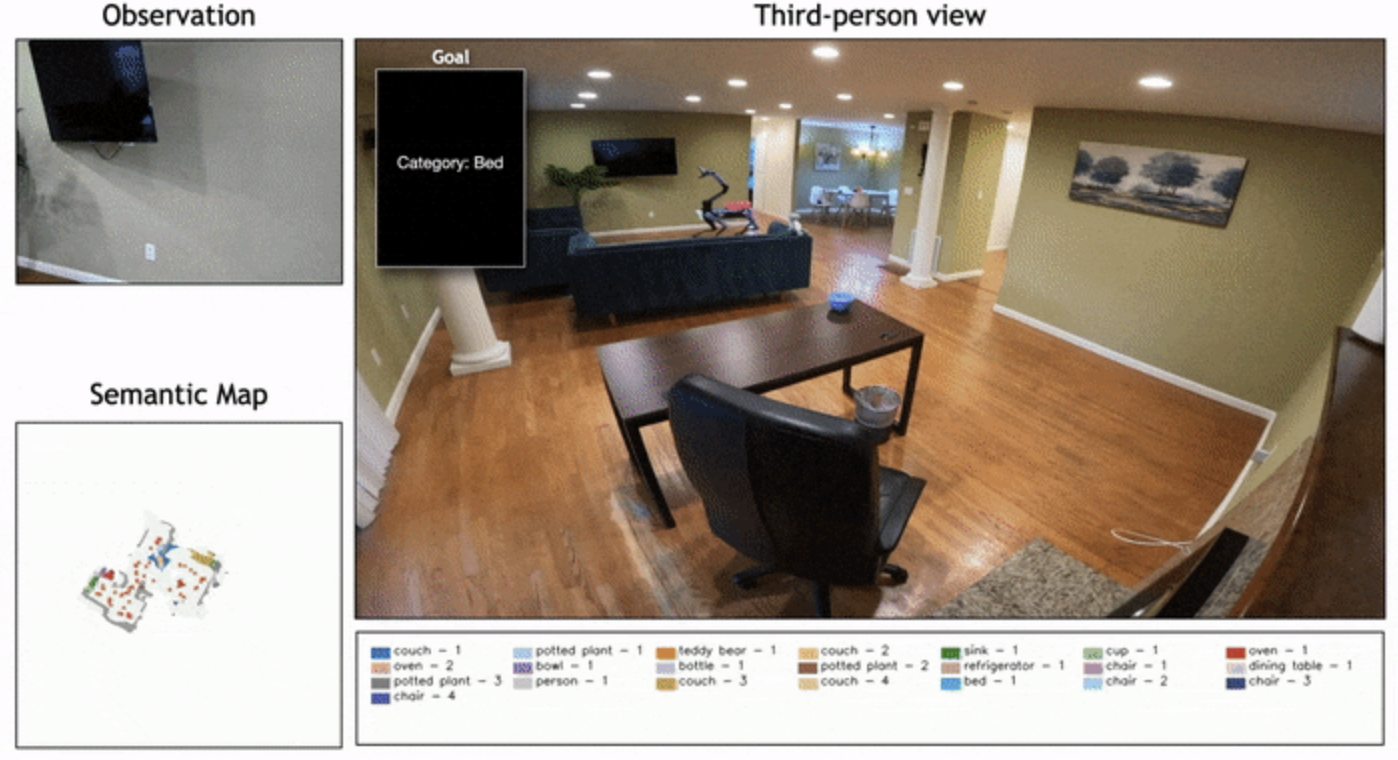 Observation
Third-person view
Goal
Category: Bed
Semantic Map
couch - 1
potted plant - 1
teddy bear - 1
couch - 2
sink - 1
cup - 1
oven - 1
oven - 2
bowl - 1
bottle - 1
potted plant - 2
refrigerator - 1
chair - 1
dining table - 1
potted plant - 3
person - 1
couch - 3
couch - 4
bed - 1
chair - 2
chair - 3
chair - 4